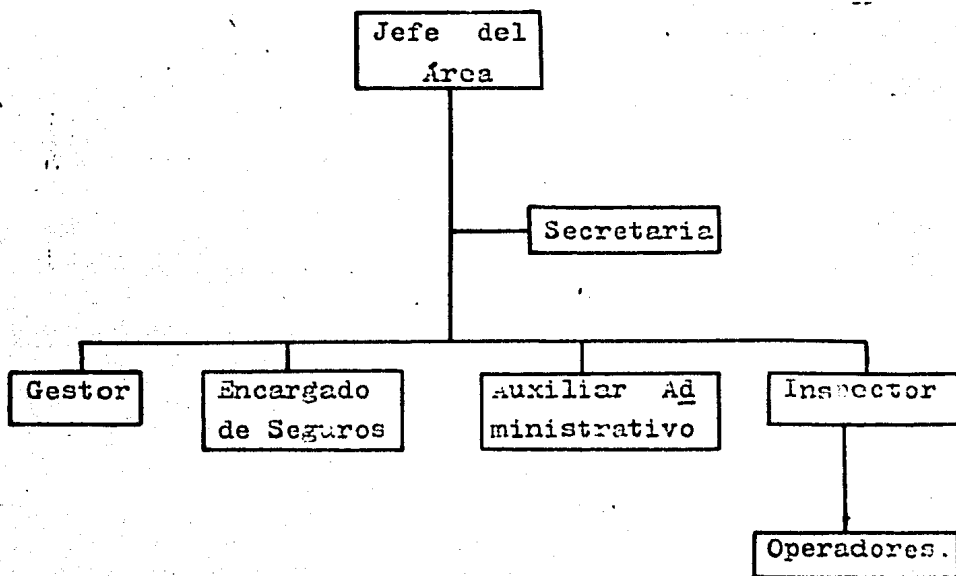 Jefe del
Área
Secretaria
Gestor
Encargado
de Seguros
Auxiliar Ad
ministrativo
Inspector
Operadores.